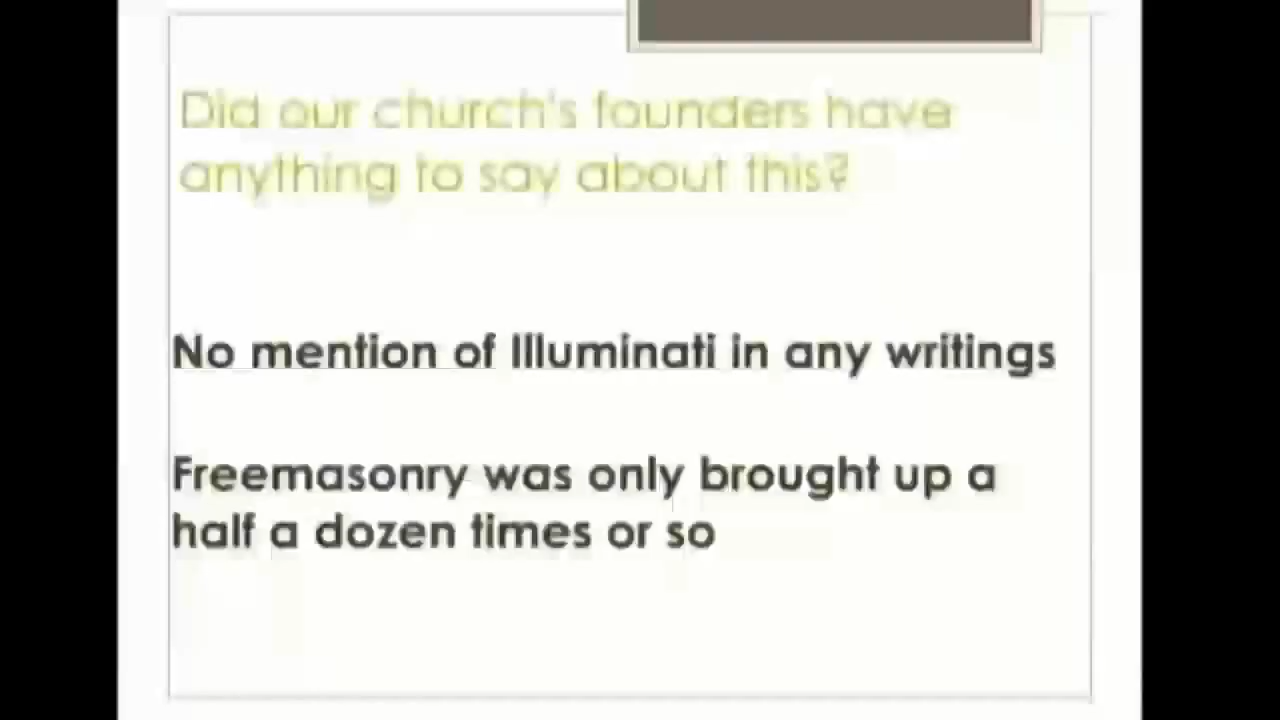 Did our church's founders have
anything to say about this?
No mention of Illuminati in any writings
Freemasonry was only brought up a
half a dozen times or so